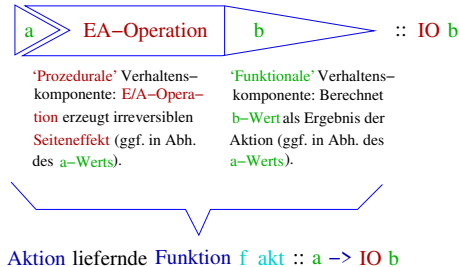 a EA–Operation b :: IO b
‘Prozedurale’ Verhaltens–
komponente: E/A–Opera–
tion erzeugt irreversiblen
Seiteneffekt (ggf. in Abh.
des a–Werts).
‘Funktionale’ Verhaltens–
komponente: Berechnet
b–Wert als Ergebnis der
Aktion (ggf. in Abh. des
a–Werts).
Aktion liefernde Funktion f akt :: a –> IO b